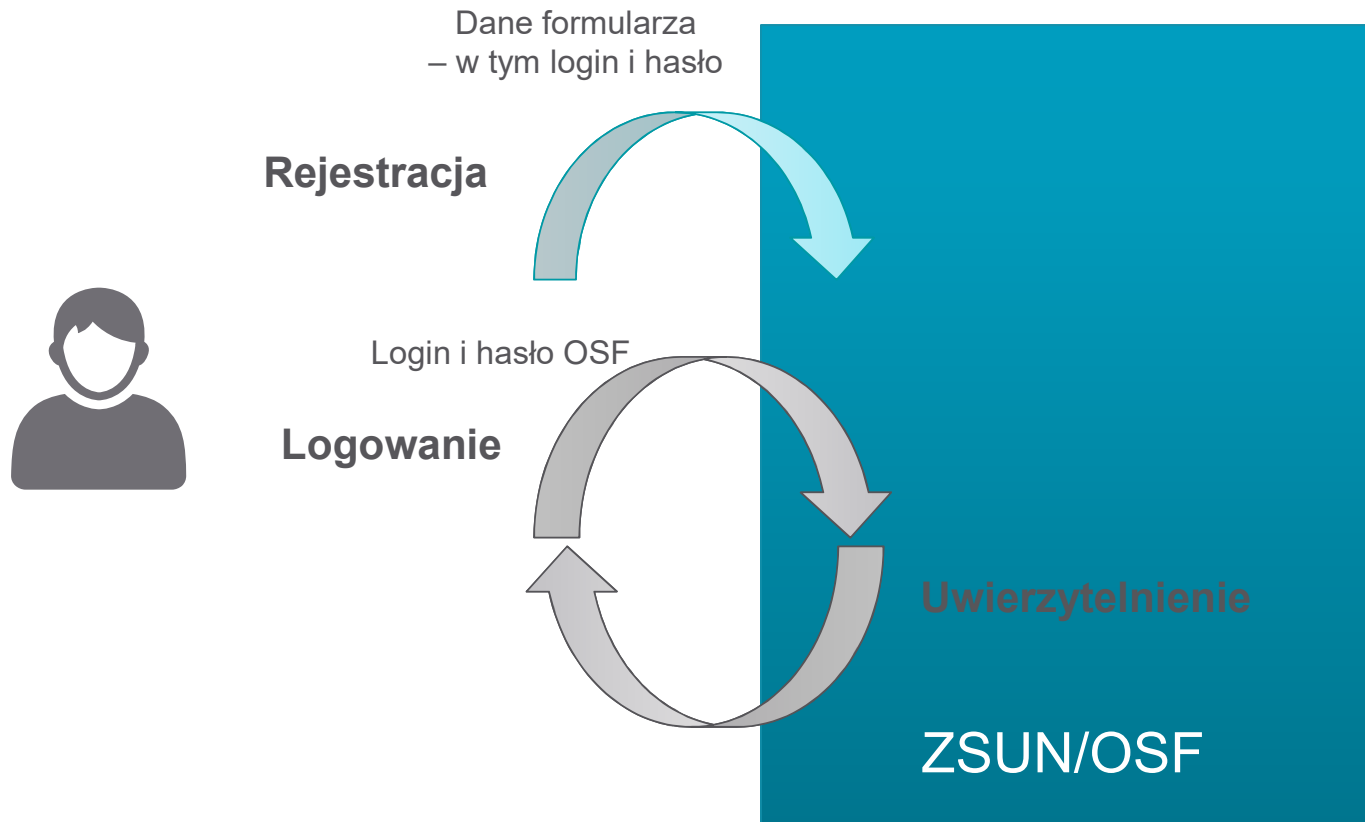 Dane formularza
– w tym login i hasło
Rejestracja
Login i hasło OSF
Logowanie
Uwierzytelnienie
ZSUN/OSF